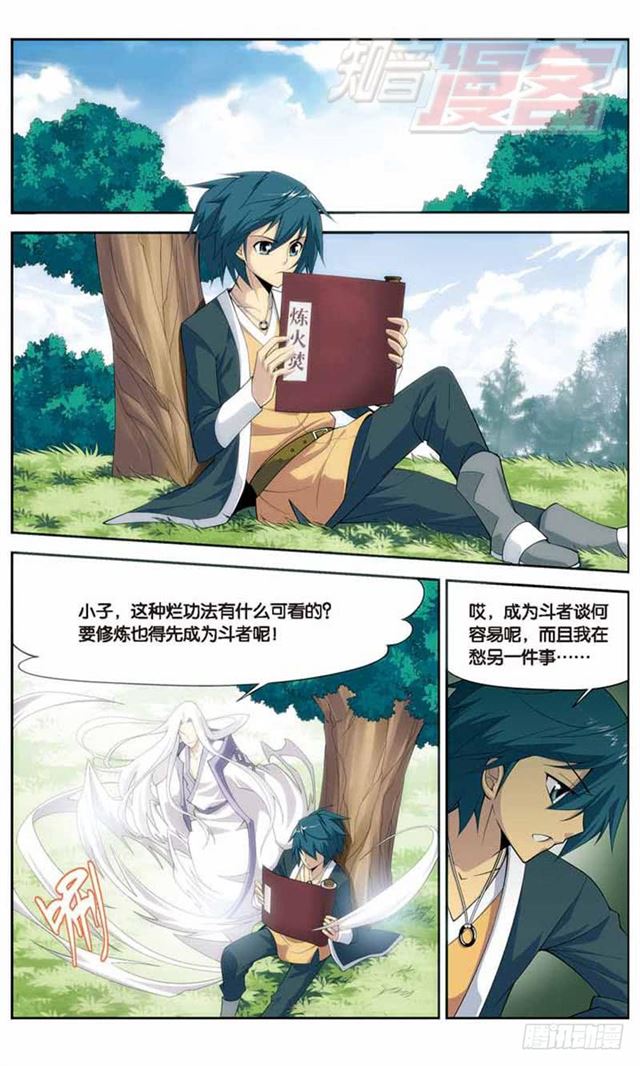 知音漫客
炼火焚
小子，这种烂功法有什么可看的？
要修炼也得先成为斗者呢！
哎，成为斗者谈何
容易呢，而且我在
愁另一件事……
唰
腾讯动漫